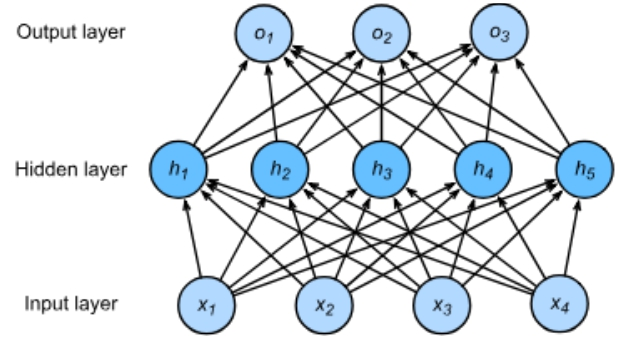 Output layer o1 o2 o3
Hidden layer h1 h2 h3 h4 h5
Input layer x1 x2 x3 x4